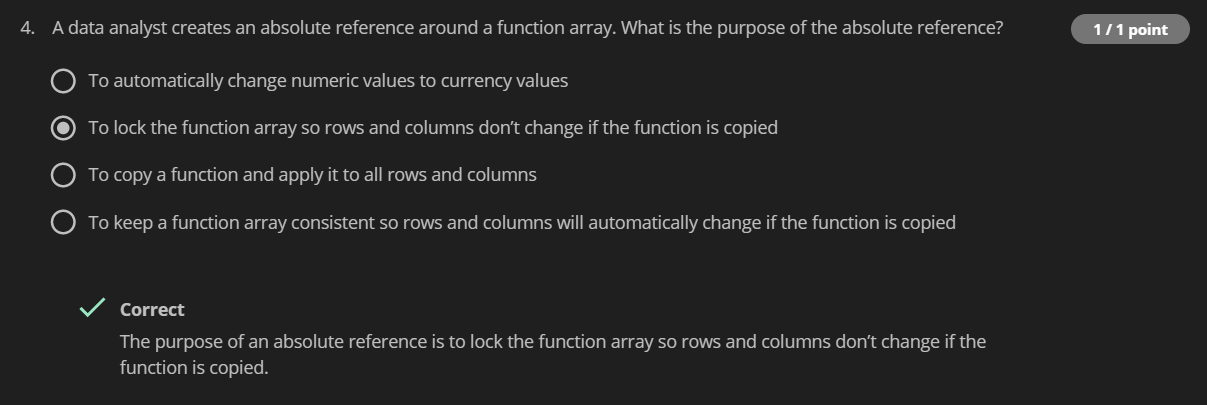 4. A data analyst creates an absolute reference around a function array. What is the purpose of the absolute reference?
1 / 1 point
To automatically change numeric values to currency values
To lock the function array so rows and columns don’t change if the function is copied
To copy a function and apply it to all rows and columns
To keep a function array consistent so rows and columns will automatically change if the function is copied
Correct
The purpose of an absolute reference is to lock the function array so rows and columns don’t change if the
function is copied.